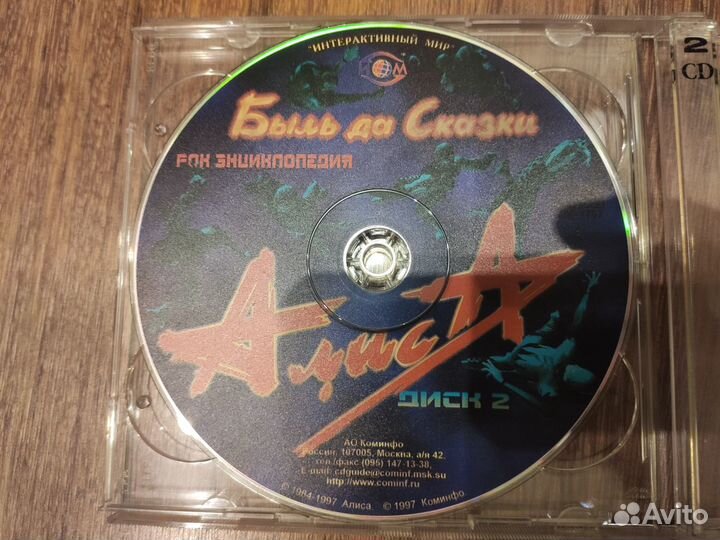 "ИНТЕРАКТИВНЫЙ МИР"
Быль да Сказки
РОК ЭНЦИКЛОПЕДИЯ
АлисА
ДИСК 2
АО Коминфо
Россия, 107005, Москва, а/я 42.
тел./факс (095) 147-13-38,
E-mail: cdguide@cominf.msk.su
http://www.cominf.ru
© 1984-1997 Алиса. © 1997 Коминфо
2
CD
Avito